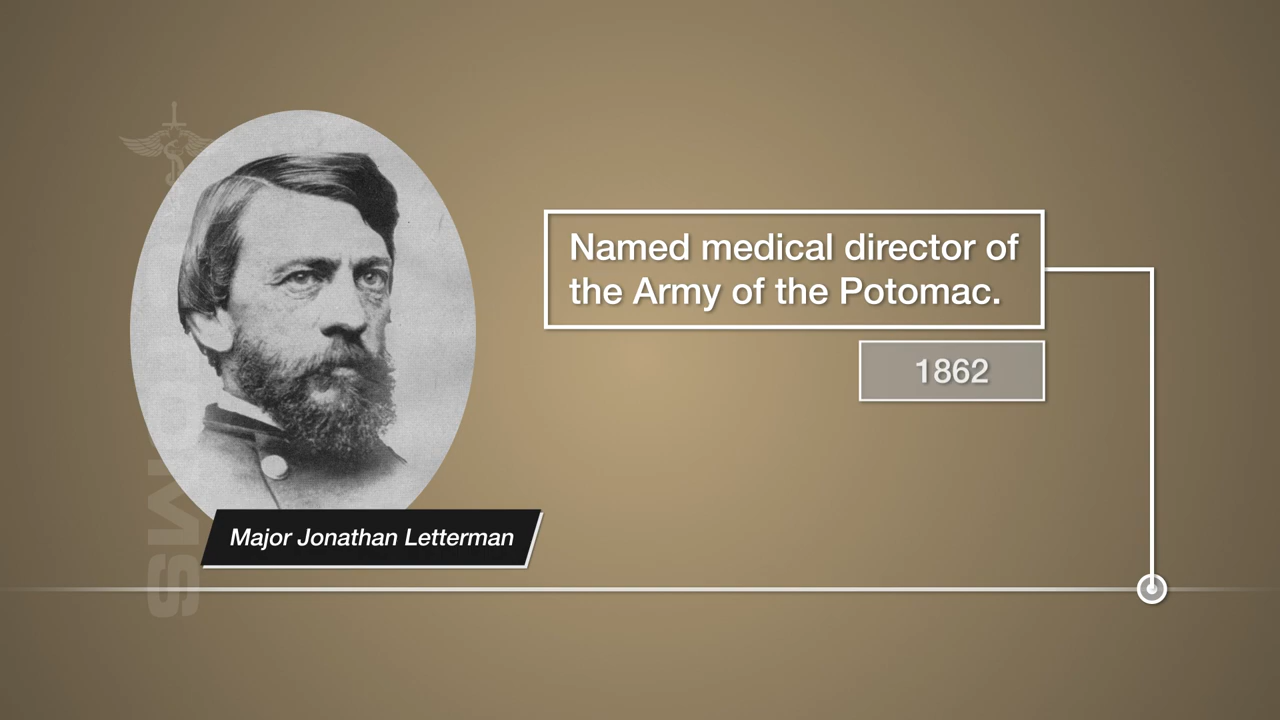 Named medical director of
the Army of the Potomac.
1862
Major Jonathan Letterman